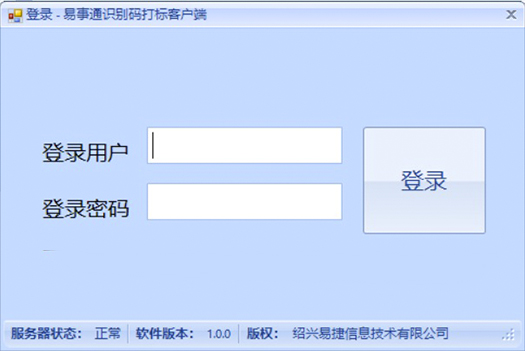 登录 - 易事通识别码打标客户端
登录用户
登录密码
登录
服务器状态： 正常 软件版本： 1.0.0 版权： 绍兴易捷信息技术有限公司